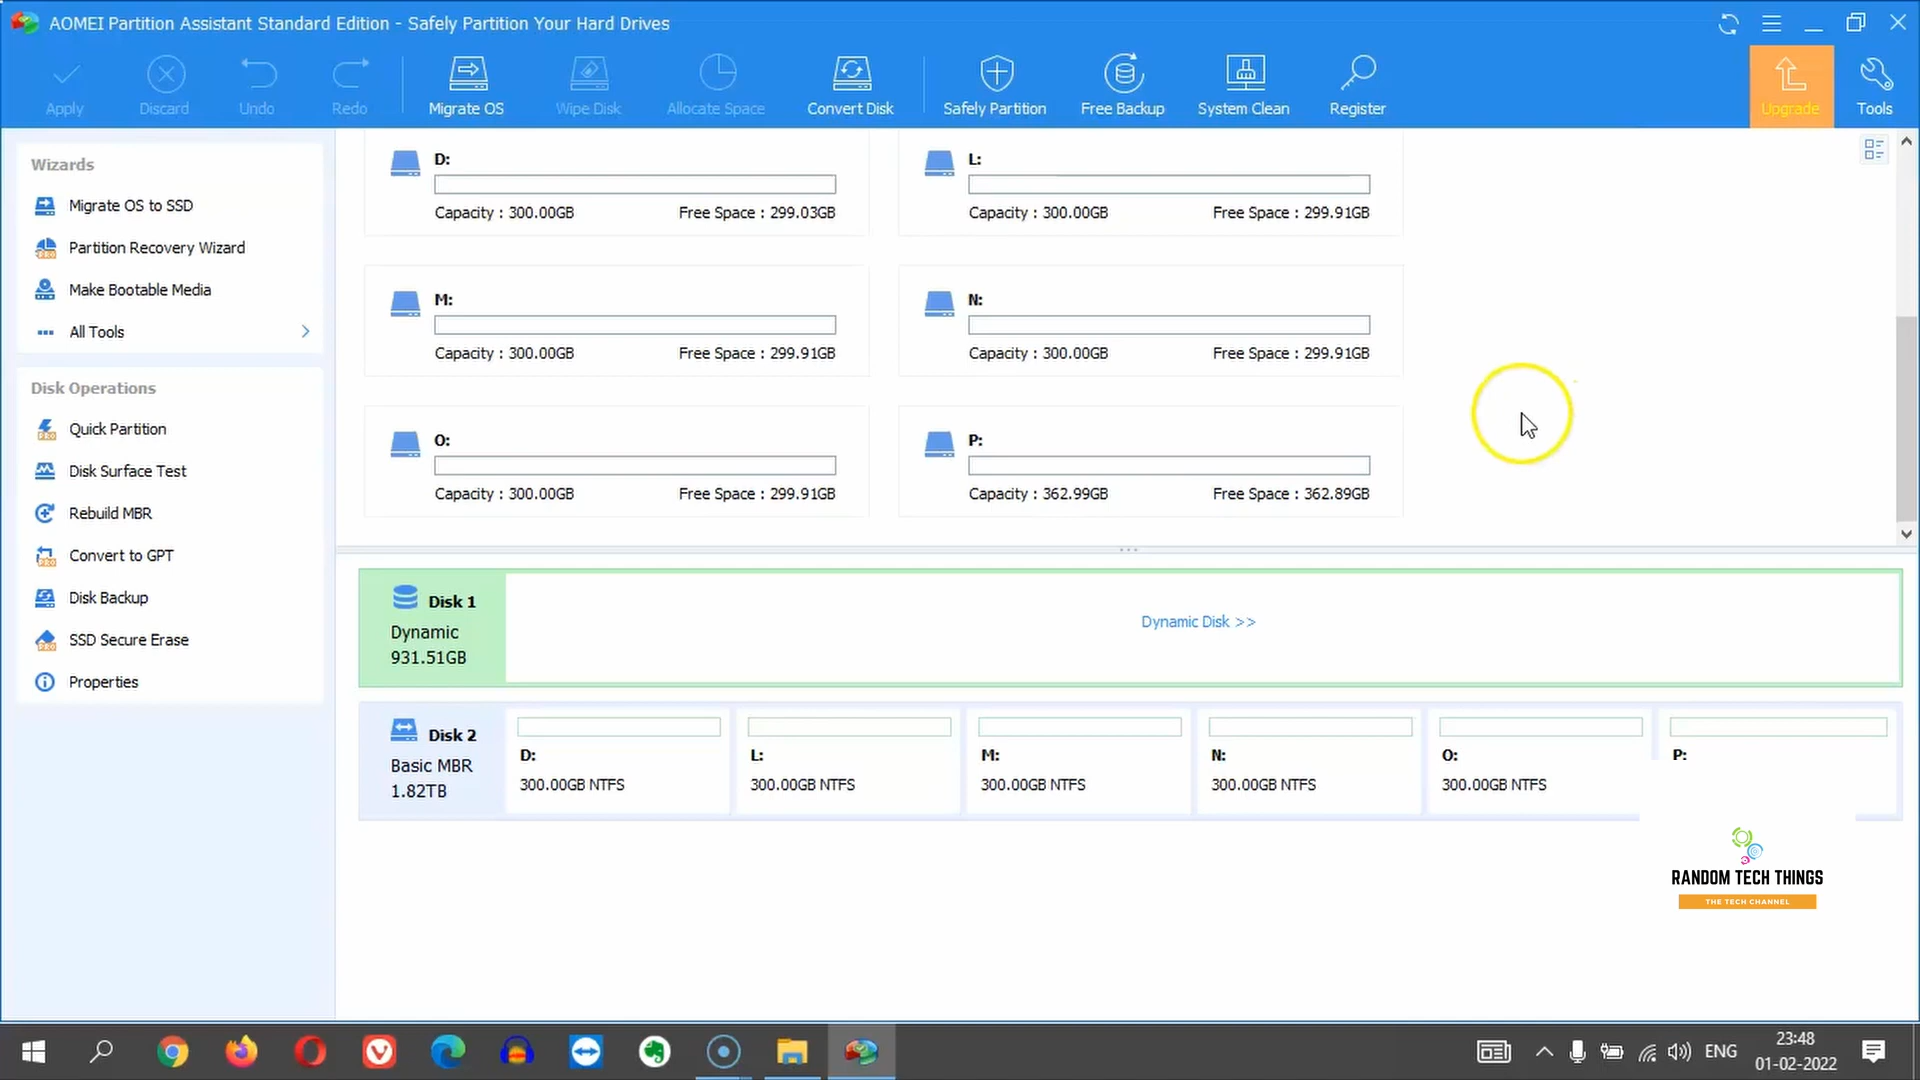 AOMEI Partition Assistant Standard Edition - Safely Partition Your Hard Drives
Apply
Discard
Undo
Redo
Migrate OS
Wipe Disk
Allocate Space
Convert Disk
Safely Partition
Free Backup
System Clean
Register
Upgrade
Tools
Wizards
Migrate OS to SSD
Partition Recovery Wizard
Make Bootable Media
All Tools
Disk Operations
Quick Partition
Disk Surface Test
Rebuild MBR
Convert to GPT
Disk Backup
SSD Secure Erase
Properties
D:
Capacity : 300.00GB Free Space : 299.03GB
L:
Capacity : 300.00GB Free Space : 299.91GB
M:
Capacity : 300.00GB Free Space : 299.91GB
N:
Capacity : 300.00GB Free Space : 299.91GB
O:
Capacity : 300.00GB Free Space : 299.91GB
P:
Capacity : 362.99GB Free Space : 362.89GB
Disk 1
Dynamic
931.51GB
Dynamic Disk >>
Disk 2
Basic MBR
1.82TB
D:
300.00GB NTFS
L:
300.00GB NTFS
M:
300.00GB NTFS
N:
300.00GB NTFS
O:
300.00GB NTFS
P:
RANDOM TECH THINGS
THE TECH CHANNEL
ENG
23:48
01-02-2022